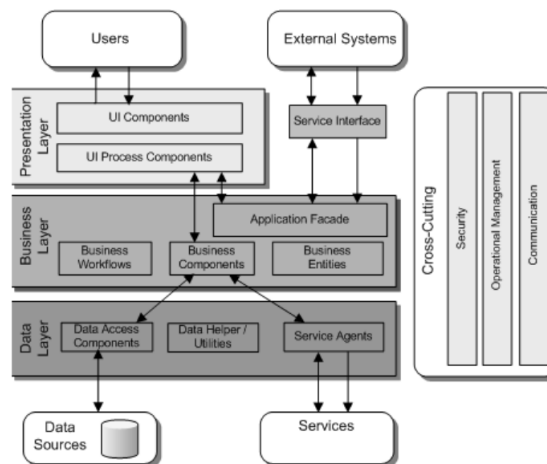 Users
External Systems
Presentation
Layer
UI Components
UI Process Components
Service Interface
Business
Layer
Application Facade
Business
Workflows
Business
Components
Business
Entities
Data
Layer
Data Access
Components
Data Helper /
Utilities
Service Agents
Data
Sources
Services
Cross-Cutting
Security
Operational Management
Communication